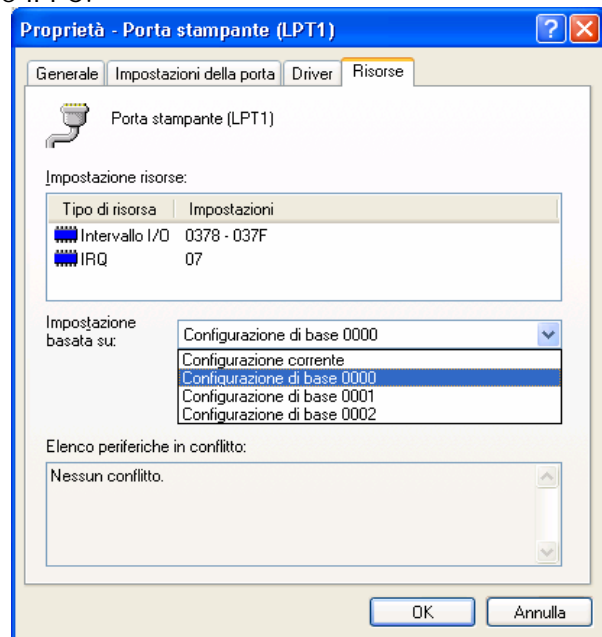 Proprietà - Porta stampante (LPT1)
Generale Impostazioni della porta Driver Risorse
Porta stampante (LPT1)
Impostazione risorse:
Tipo di risorsa Impostazioni
Intervallo I/O 0378 - 037F
IRQ 07
Impostazione
basata su:
Configurazione di base 0000
Configurazione corrente
Configurazione di base 0000
Configurazione di base 0001
Configurazione di base 0002
Elenco periferiche in conflitto:
Nessun conflitto.
OK Annulla